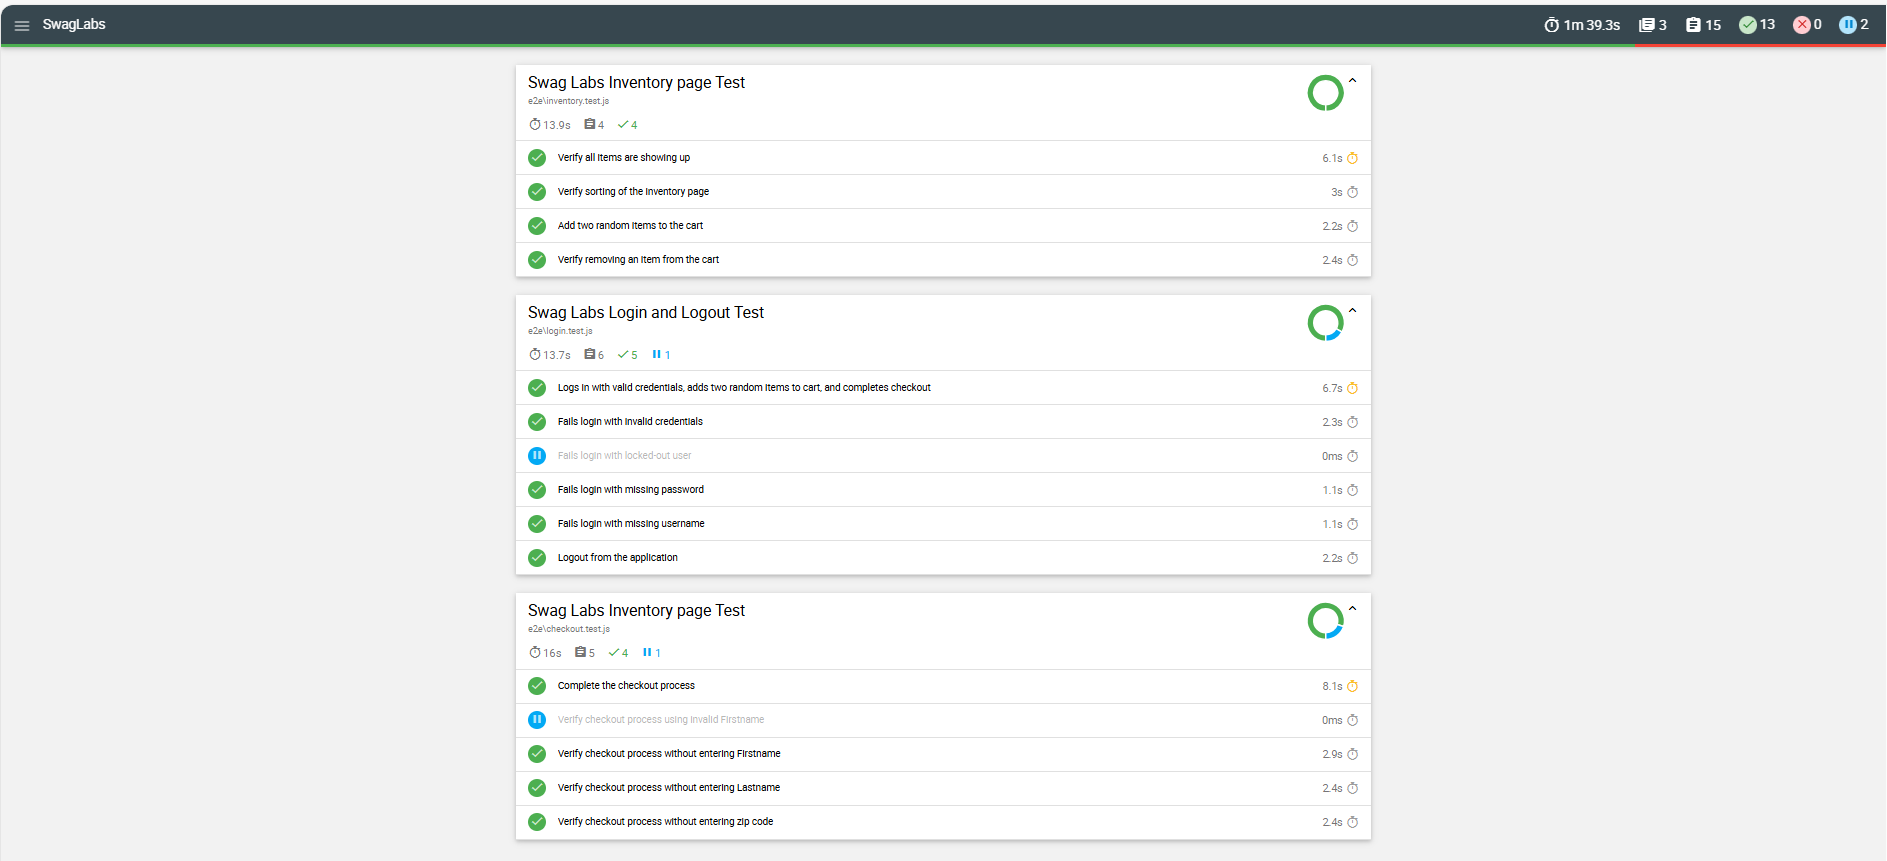 SwagLabs
1m 39.3s 3 15 13 0 2
Swag Labs Inventory page Test
e2e\inventory.test.js
13.9s 4 4
Verify all items are showing up 6.1s
Verify sorting of the inventory page 3s
Add two random items to the cart 2.2s
Verify removing an item from the cart 2.4s
Swag Labs Login and Logout Test
e2e\login.test.js
13.7s 6 5 1
Logs in with valid credentials, adds two random items to cart, and completes checkout 6.7s
Fails login with invalid credentials 2.3s
Fails login with locked-out user 0ms
Fails login with missing password 1.1s
Fails login with missing username 1.1s
Logout from the application 2.2s
Swag Labs Inventory page Test
e2e\checkout.test.js
16s 5 4 1
Complete the checkout process 8.1s
Verify checkout process using invalid Firstname 0ms
Verify checkout process without entering Firstname 2.9s
Verify checkout process without entering Lastname 2.4s
Verify checkout process without entering zip code 2.4s